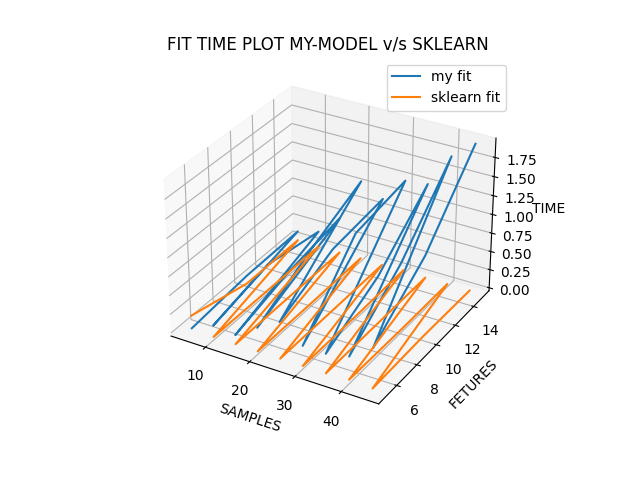 FIT TIME PLOT MY-MODEL v/s SKLEARN
my fit
sklearn fit
1.75
1.50
1.25
1.00
0.75
0.50
0.25
0.00
TIME
14
12
10
8
6
FETURES
10
20
30
40
SAMPLES